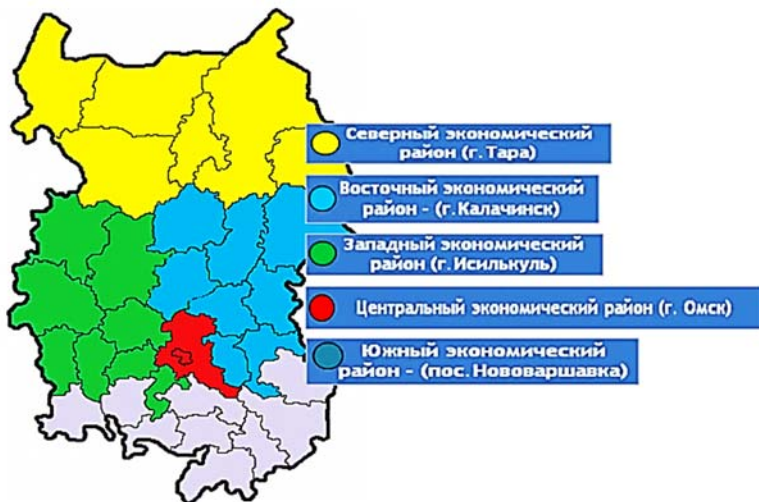 Северный экономический
район (г. Тара)
Восточный экономический
район - (г. Калачинск)
Западный экономический
район (г. Исилькуль)
Центральный экономический район (г. Омск)
Южный экономический
район - (пос. Нововаршавка)